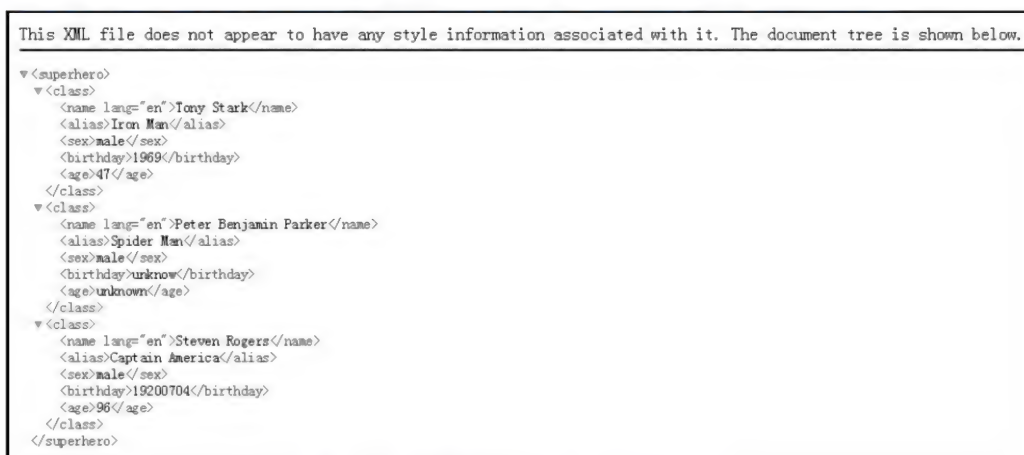 This XML file does not appear to have any style information associated with it. The document tree is shown below.
▼<superhero>
▼<class>
<name lang="en">Tony Stark</name>
<alias>Iron Man</alias>
<sex>male</sex>
<birthday>1969</birthday>
<age>47</age>
</class>
▼<class>
<name lang="en">Peter Benjamin Parker</name>
<alias>Spider Man</alias>
<sex>male</sex>
<birthday>unknow</birthday>
<age>unknown</age>
</class>
▼<class>
<name lang="en">Steven Rogers</name>
<alias>Captain America</alias>
<sex>male</sex>
<birthday>19200704</birthday>
<age>96</age>
</class>
</superhero>